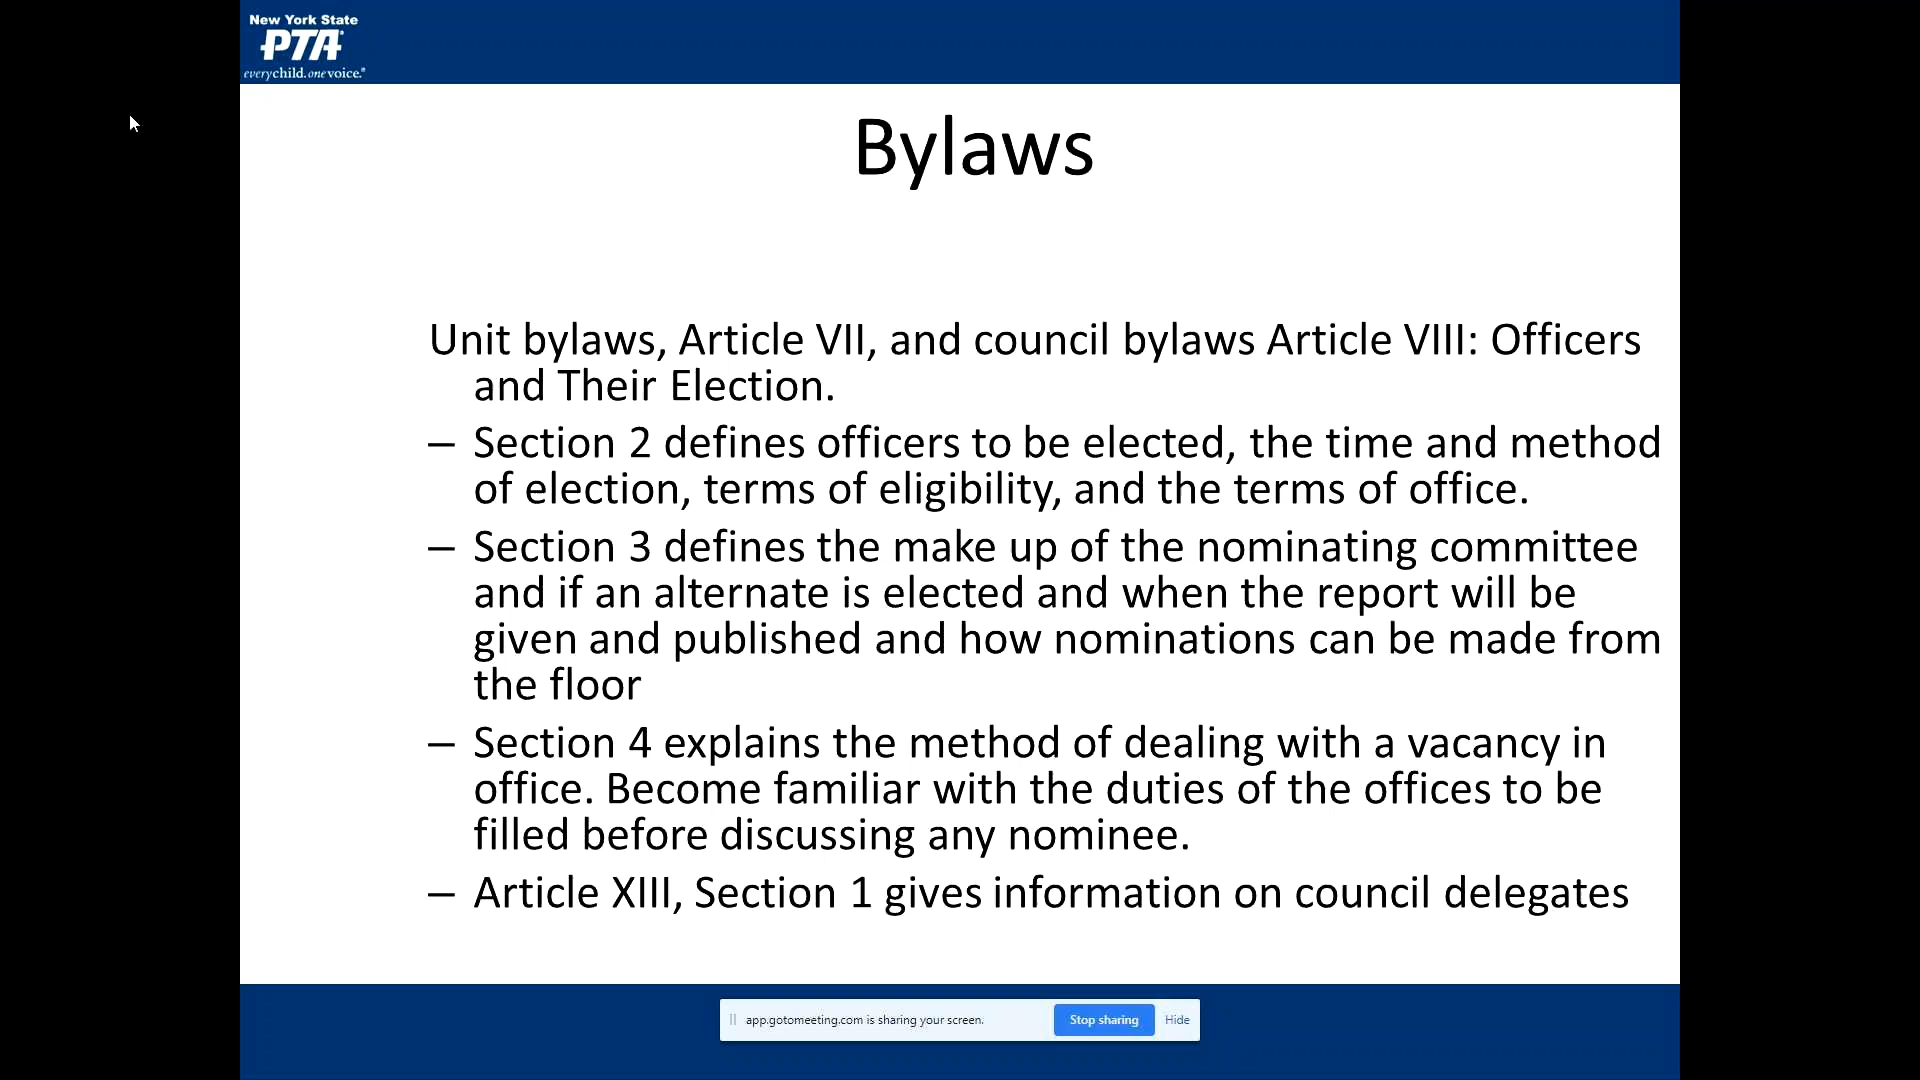 New York State
PTA
everychild.onevoice.®
Bylaws
Unit bylaws, Article VII, and council bylaws Article VIII: Officers
and Their Election.
– Section 2 defines officers to be elected, the time and method
of election, terms of eligibility, and the terms of office.
– Section 3 defines the make up of the nominating committee
and if an alternate is elected and when the report will be
given and published and how nominations can be made from
the floor
– Section 4 explains the method of dealing with a vacancy in
office. Become familiar with the duties of the offices to be
filled before discussing any nominee.
– Article XIII, Section 1 gives information on council delegates
app.gotomeeting.com is sharing your screen. Stop sharing Hide